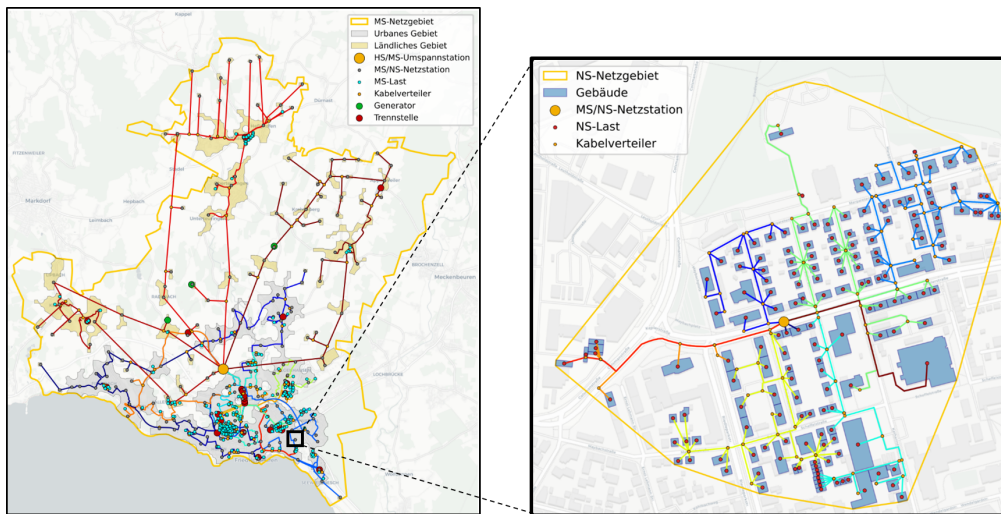 MS-Netzgebiet
Urbanes Gebiet
Ländliches Gebiet
HS/MS-Umspannstation
MS/NS-Netzstation
MS-Last
Kabelverteiler
Generator
Trennstelle
Markdorf
Meckenbeuren
NS-Netzgebiet
Gebäude
MS/NS-Netzstation
NS-Last
Kabelverteiler